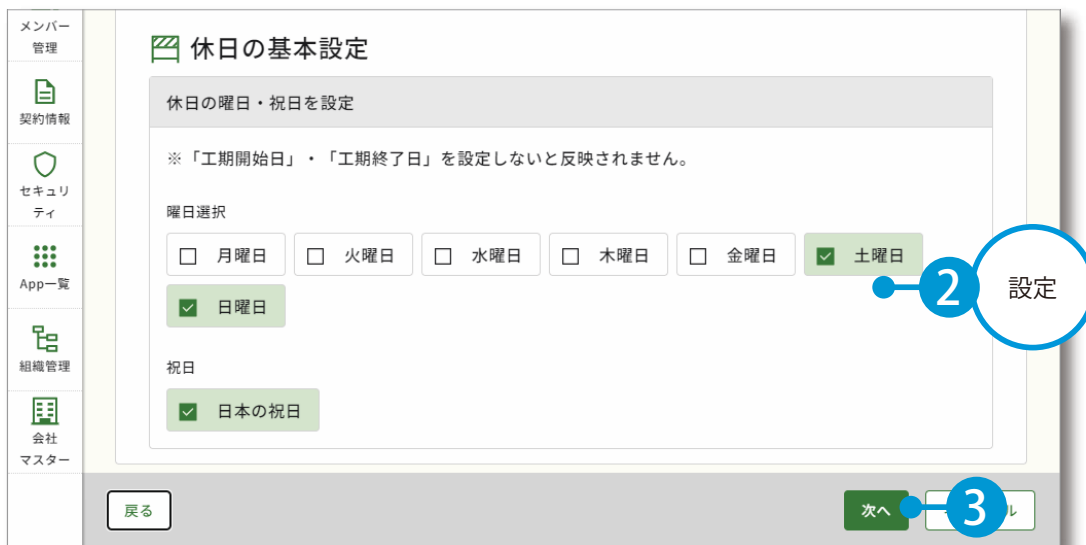 メンバー
管理
契約情報
セキュリ
ティ
App一覧
組織管理
会社
マスター
休日の基本設定
休日の曜日・祝日を設定
※「工期開始日」・「工期終了日」を設定しないと反映されません。
曜日選択
月曜日 火曜日 水曜日 木曜日 金曜日 土曜日
日曜日
2 設定
祝日
日本の祝日
戻る 次へ 3 ル